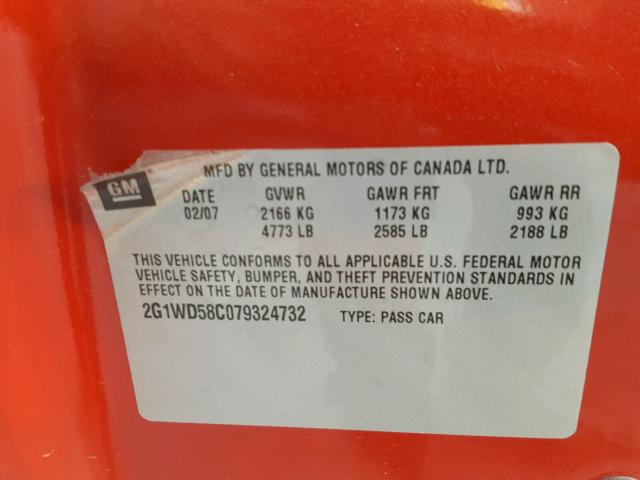 MFD BY GENERAL MOTORS OF CANADA LTD.
GM
DATE GVWR GAWR FRT GAWR RR
02/07 2166 KG 1173 KG 993 KG
4773 LB 2585 LB 2188 LB
THIS VEHICLE CONFORMS TO ALL APPLICABLE U.S. FEDERAL MOTOR
VEHICLE SAFETY, BUMPER, AND THEFT PREVENTION STANDARDS IN
EFFECT ON THE DATE OF MANUFACTURE SHOWN ABOVE.
2G1WD58C079324732 TYPE: PASS CAR